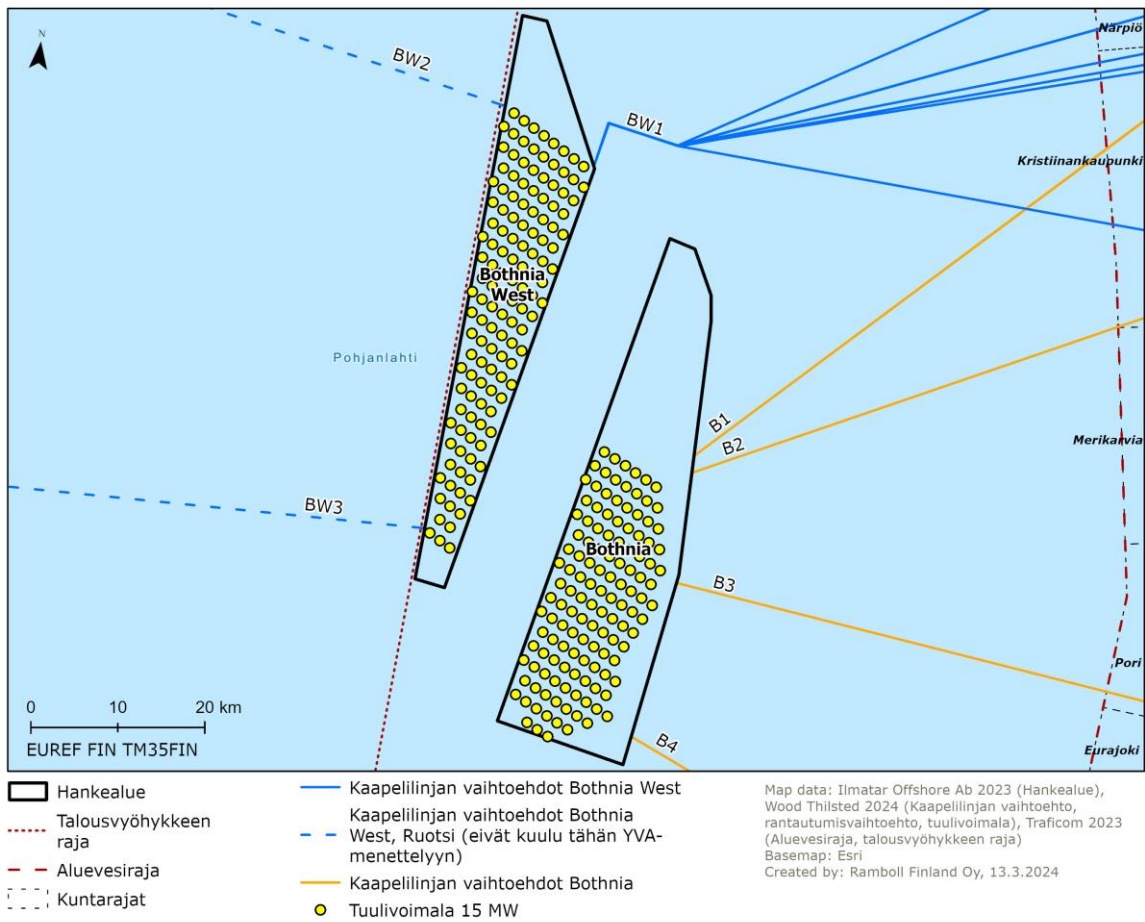 N
BW2
BW1
Närpiö
Kristiinankaupunki
Bothnia
West
Pohjanlahti
B1
B2
Merikarvia
BW3
Bothnia
B3
Pori
B4
Eurajoki
0 10 20 km
EUREF FIN TM35FIN
Hankealue
Talousvyöhykkeen
raja
Aluevesiraja
Kuntarajat
Kaapelilinjan vaihtoehdot Bothnia West
Kaapelilinjan vaihtoehdot Bothnia
West, Ruotsi (eivät kuulu tähän YVA-
menettelyyn)
Kaapelilinjan vaihtoehdot Bothnia
Tuulivoimala 15 MW
Map data: Ilmatar Offshore Ab 2023 (Hankealue),
Wood Thilsted 2024 (Kaapelilinjan vaihtoehto,
rantautumisvaihtoehto, tuulivoimala), Traficom 2023
(Aluevesiraja, talousvyöhykkeen raja)
Basemap: Esri
Created by: Ramboll Finland Oy, 13.3.2024